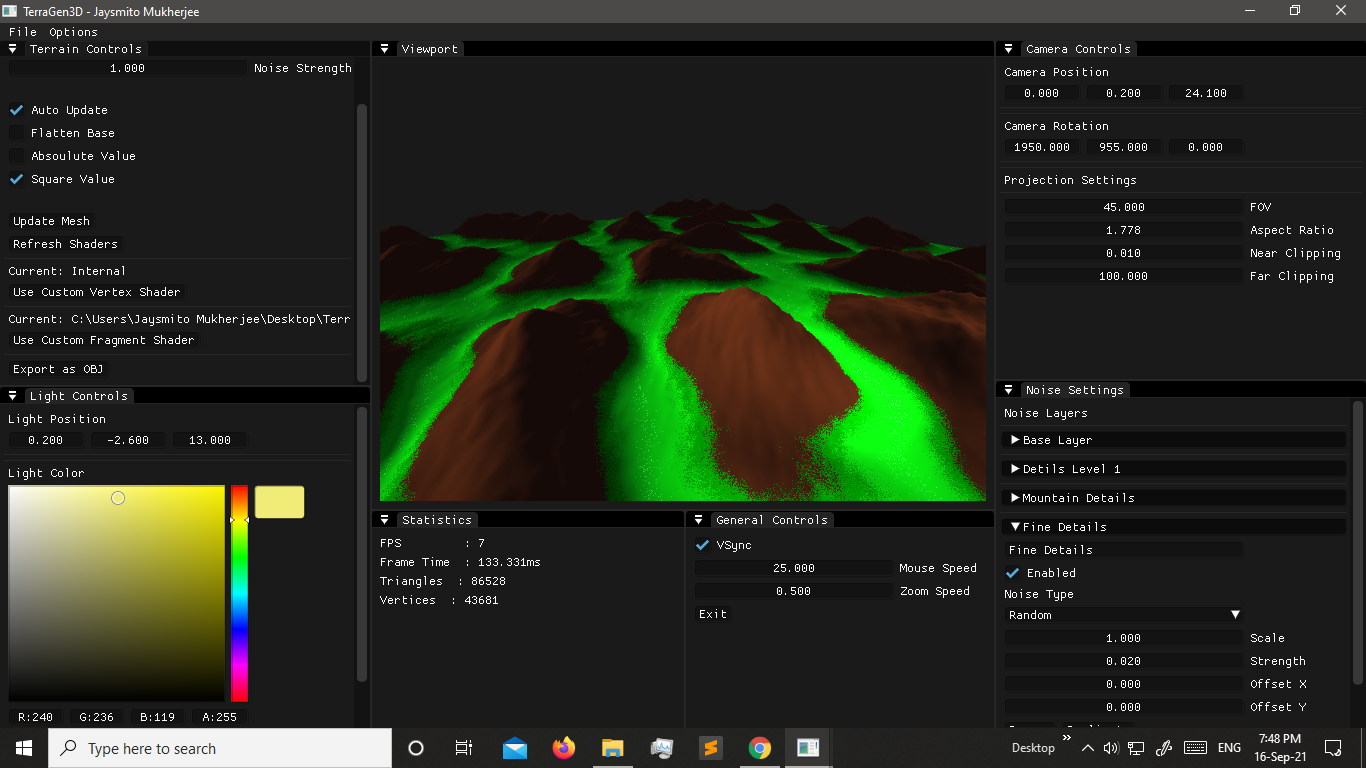 TerraGen3D - Jaysmito Mukherjee
File Options
Terrain Controls
1.000 Noise Strength
Auto Update
Flatten Base
Absoulute Value
Square Value
Update Mesh
Refresh Shaders
Current: Internal
Use Custom Vertex Shader
Current: C:\Users\Jaysmito Mukherjee\Desktop\Terr
Use Custom Fragment Shader
Export as OBJ
Light Controls
Light Position
0.200 -2.600 13.000
Light Color
R:240 G:236 B:119 A:255
Viewport
Statistics
FPS : 7
Frame Time : 133.331ms
Triangles : 86528
Vertices : 43681
General Controls
VSync
25.000 Mouse Speed
0.500 Zoom Speed
Exit
Camera Controls
Camera Position
0.000 0.200 24.100
Camera Rotation
1950.000 955.000 0.000
Projection Settings
45.000 FOV
1.778 Aspect Ratio
0.010 Near Clipping
100.000 Far Clipping
Noise Settings
Noise Layers
Base Layer
Detils Level 1
Mountain Details
Fine Details
Fine Details
Enabled
Noise Type
Random
1.000 Scale
0.020 Strength
0.000 Offset X
0.000 Offset Y
Type here to search
Desktop
ENG
7:48 PM
16-Sep-21